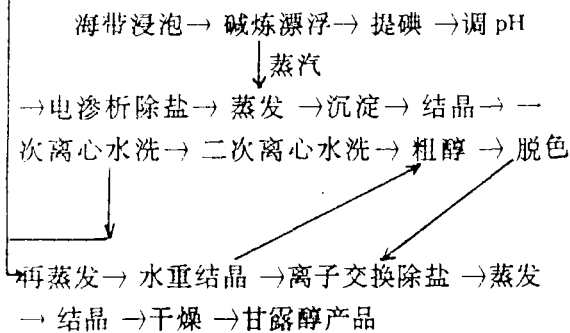 海带浸泡→ 碱炼漂浮→ 提碘 →调 pH
↓蒸汽
→电渗析除盐→ 蒸发 →沉淀→ 结晶→ 一
次离心水洗→ 二次离心水洗→ 粗醇 → 脱色
再蒸发→ 水重结晶 →离子交换除盐→ 蒸发
→ 结晶 →干燥 →甘露醇产品